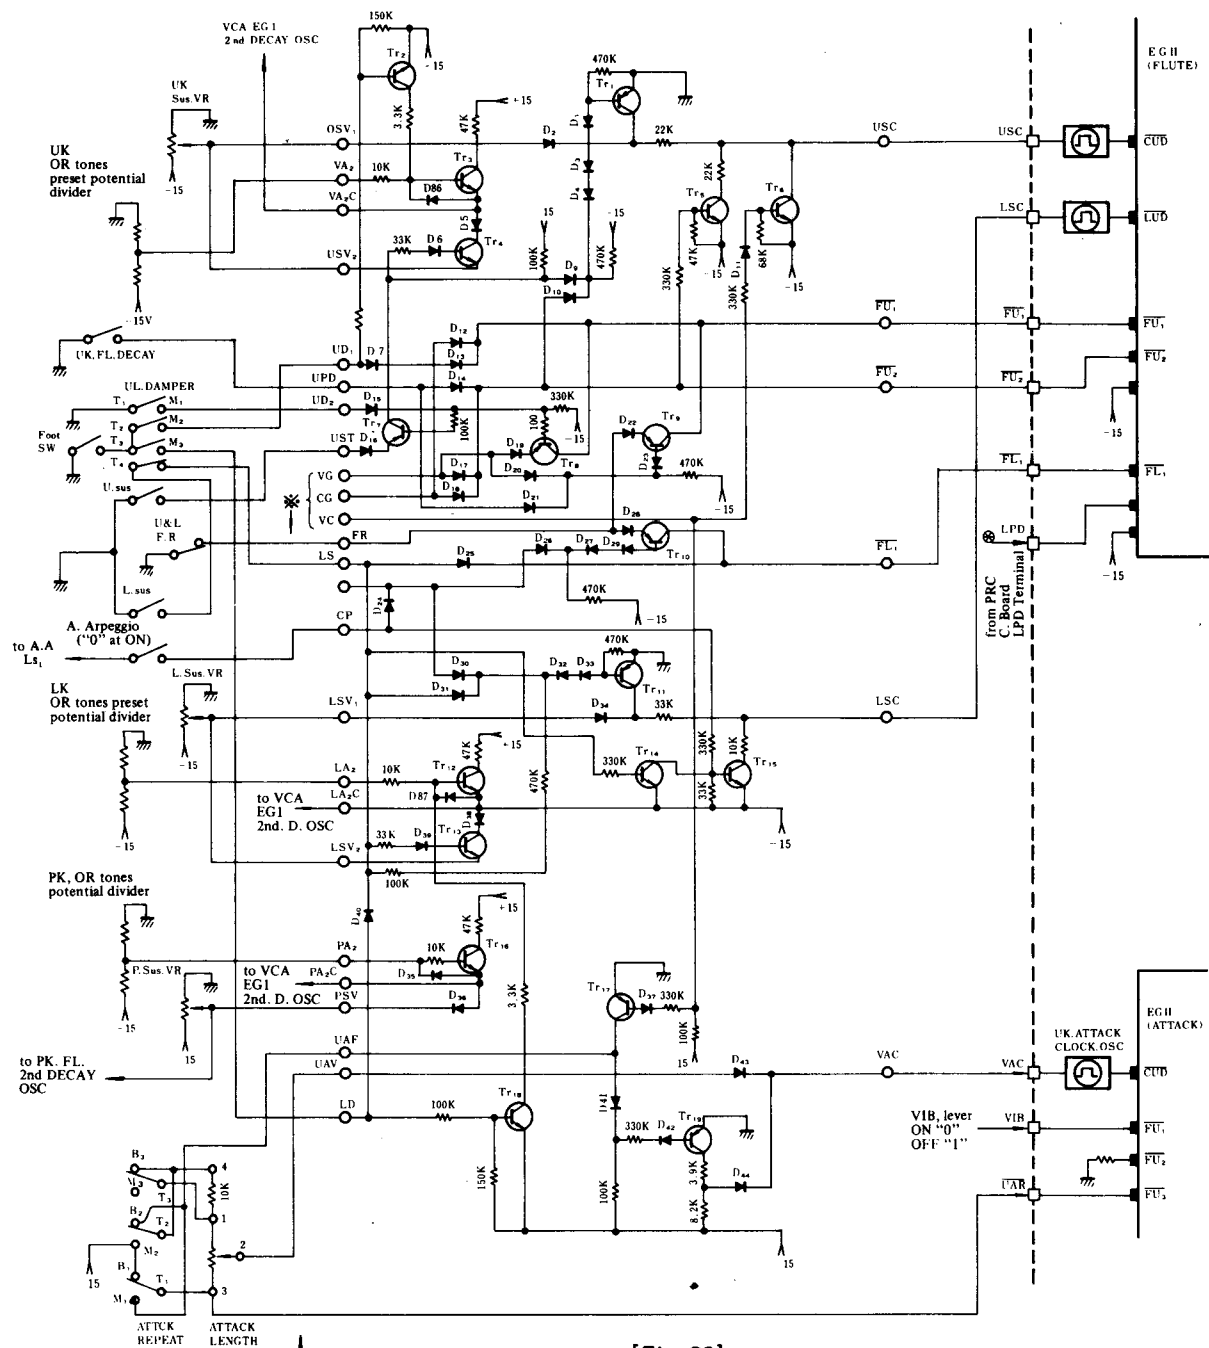 150K
VCA EG1
2nd DECAY OSC
-15
Tr2
UK
Sus.VR
3.3K
47K
+15
470K
Tr1
D1
EGII
(FLUTE)
OSV1
D2
22K
USC
USC
CUD
UK
OR tones
preset potential
divider
-15
VA2
10K
Tr3
D3
22K
VA2C
D86
D4
Tr5
Tr6
LSC
LUD
D5
33K
D6
Tr4
15
-15
USV2
100K
D9
470K
47K
D11
68K
-15
-15
D10
330K
330K
-15V
FU1
FU1
FU1
UK.FL.DECAY
D12
UD1
D7
D13
FU2
UPD
D14
FU2
FU2
UL.DAMPER
T1
M1
UD2
D15
330K
-15
T2
M2
Foot
SW
T3
M3
Tr7
100K
100
-15
D22
Tr9
UST
D16
D19
Tr8
T4
D23
VG
D17
D20
470K
FL1
FL1
U.sus
CG
D18
D21
-15
※
VC
U&L
F.R
FR
D26
LPD
LS
D25
D26
D27
D29
Tr10
FL1
-15
L.sus
D24
470K
-15
from PRC
C. Board
LPD Terminal
A. Arpeggio
("0" at ON)
CP
to A.A
Ls1
470K
L.Sus.VR
D30
D32
D33
Tr11
LK
OR tones preset
potential divider
D31
LSV1
D34
33K
LSC
-15
47K
+15
330K
10K
LA2
10K
Tr12
330K
Tr14
Tr15
LA2C
D87
470K
33K
to VCA
EG1
2nd. D. OSC
D38
Tr13
-15
-15
33K
D39
LSV2
100K
PK, OR tones
potential divider
D40
+15
47K
PA2
10K
Tr16
P.Sus.VR
to VCA
EG1
2nd. D. OSC
PA2C
D35
3.3K
Tr17
D37
330K
EGII
(ATTACK)
-15
PSV
D36
100K
15
15
UK.ATTACK
CLOCK.OSC
to PK. FL.
2nd DECAY
OSC
UAF
UAV
D43
VAC
VAC
CUD
LD
100K
Tr18
D41
330K
D42
Tr19
VIB, lever
ON "0"
OFF "1"
VIB
FU1
B3
4
3.9K
D44
FU2
M3
T3
10K
150K
100K
8.2K
UAR
FU3
B2
1
T2
2
15
M2
15
B1
T1
3
M1
ATTCK
REPEAT
ATTACK
LENGTH